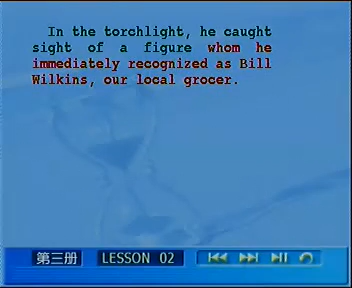 In the torchlight, he caught
sight of a figure whom he
immediately recognized as Bill
Wilkins, our local grocer.
第三册 LESSON 02